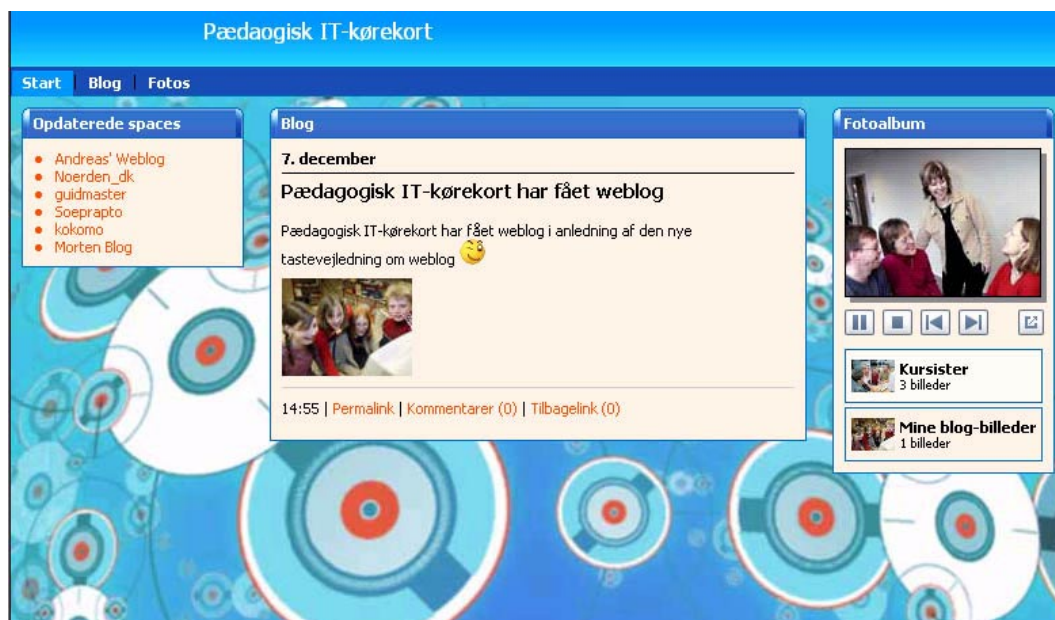 Pædaogisk IT-kørekort
Start Blog Fotos
Opdaterede spaces
Andreas' Weblog
Noerden_dk
guidmaster
Soeprapto
kokomo
Morten Blog
Blog
7. december
Pædagogisk IT-kørekort har fået weblog
Pædagogisk IT-kørekort har fået weblog i anledning af den nye
tastevejledning om weblog
14:55 | Permalink | Kommentarer (0) | Tilbagelink (0)
Fotoalbum
Kursister
3 billeder
Mine blog-billeder
1 billeder